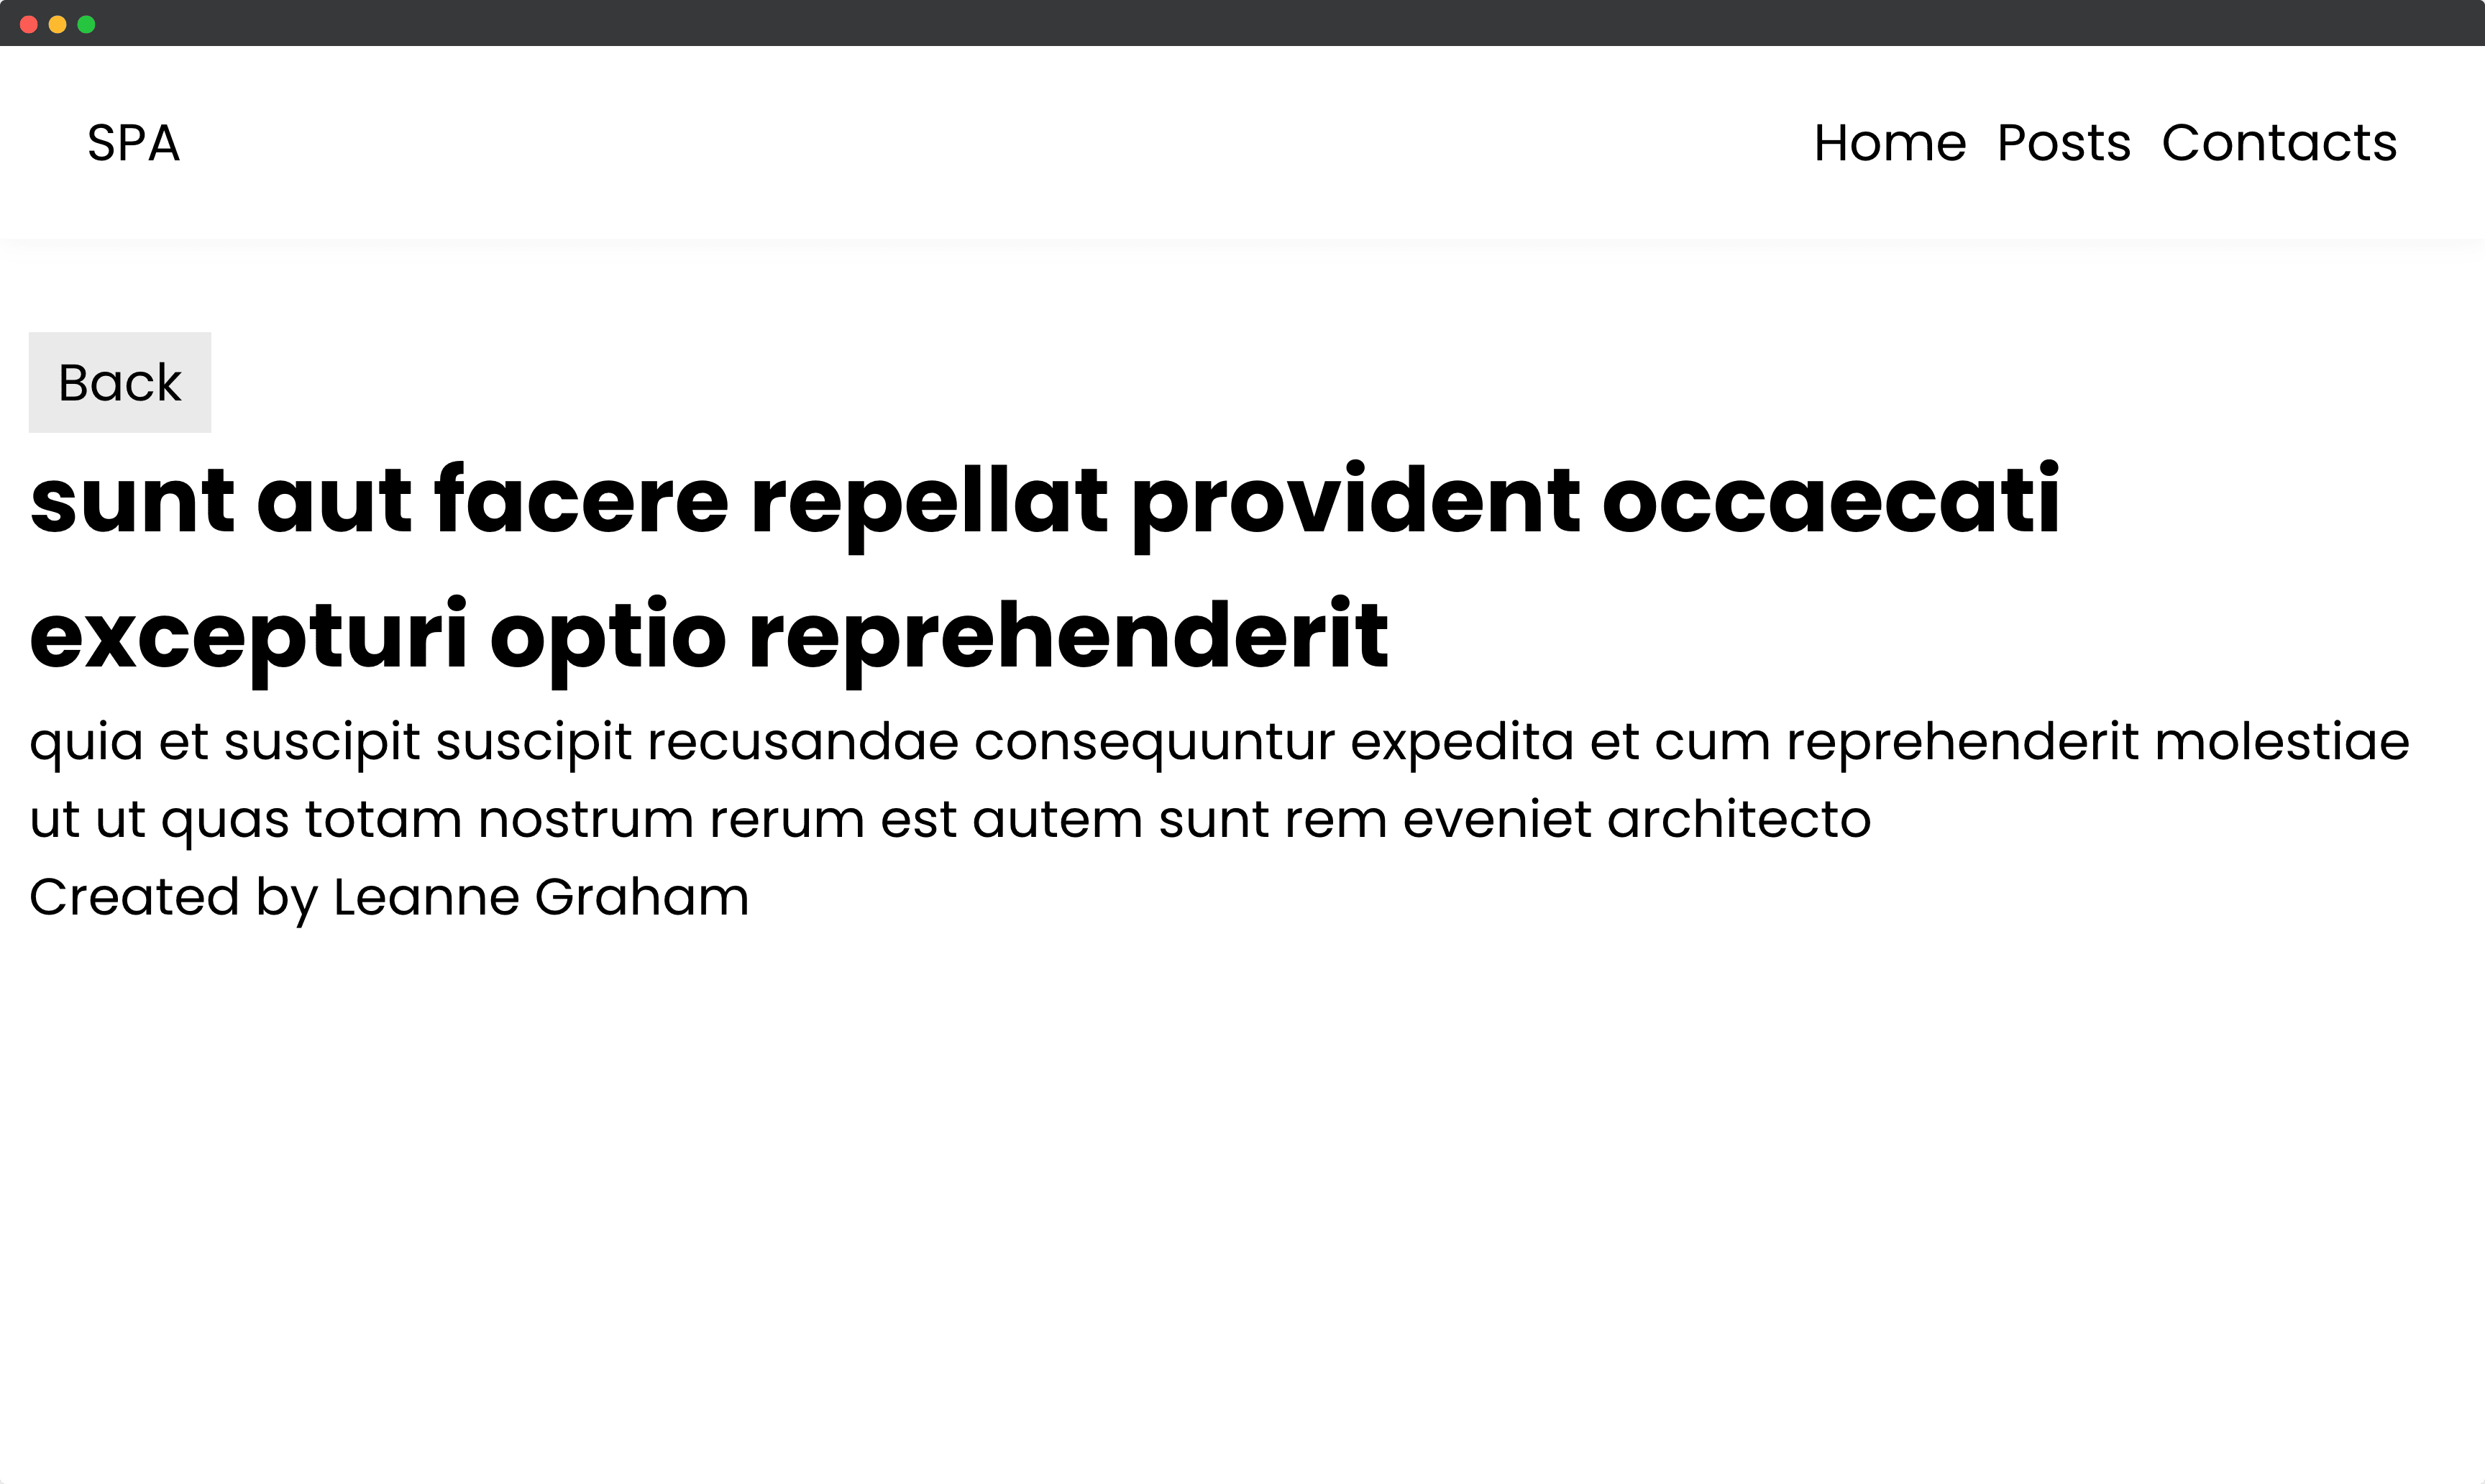 SPA
Home Posts Contacts
Back
sunt aut facere repellat provident occaecati
excepturi optio reprehenderit
quia et suscipit suscipit recusandae consequuntur expedita et cum reprehenderit molestiae
ut ut quas totam nostrum rerum est autem sunt rem eveniet architecto
Created by Leanne Graham